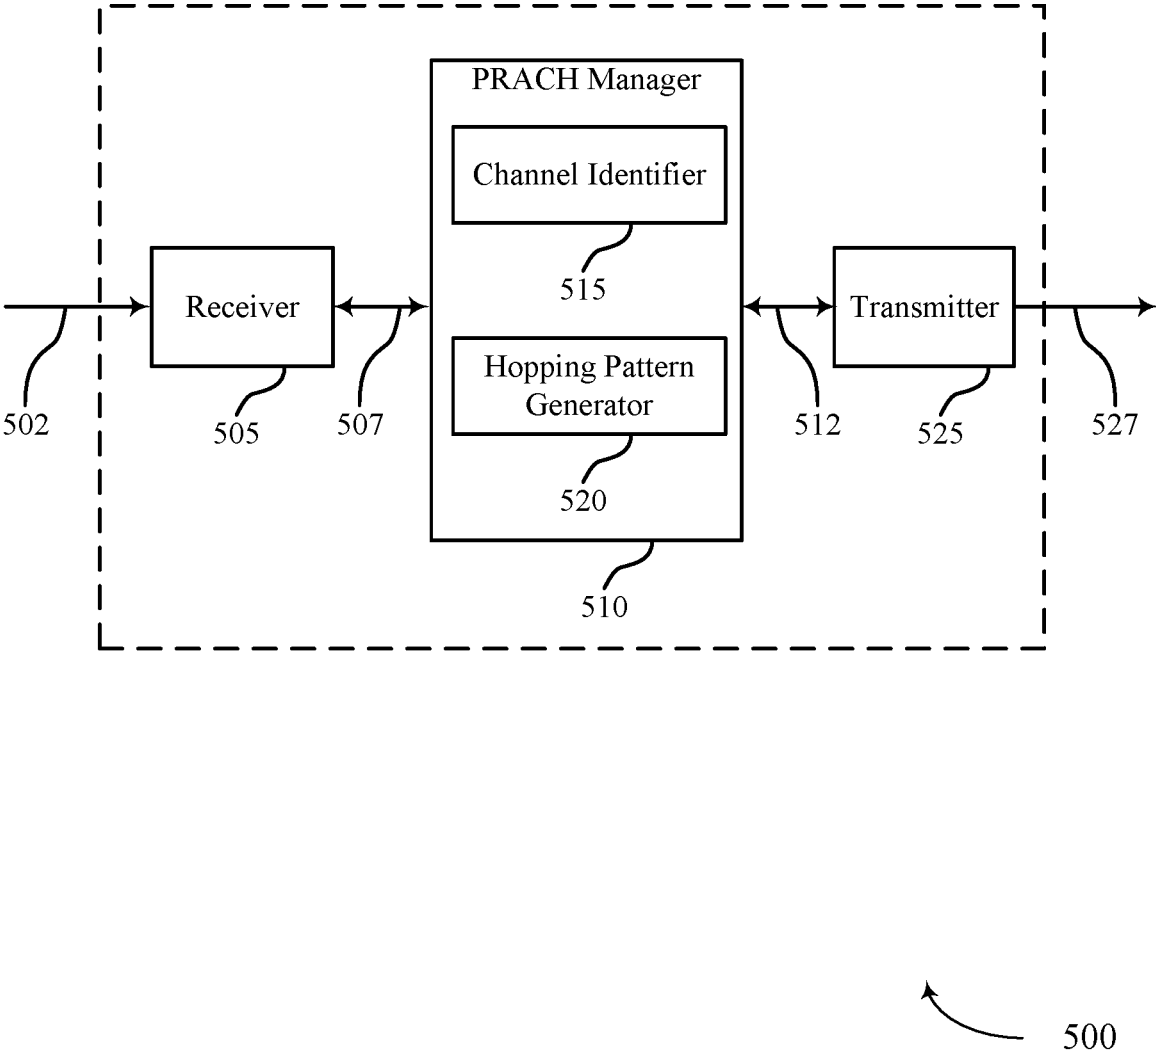 PRACH Manager
Channel Identifier
515
Receiver
Transmitter
Hopping Pattern
Generator
502
505
507
512
525
527
520
510
500